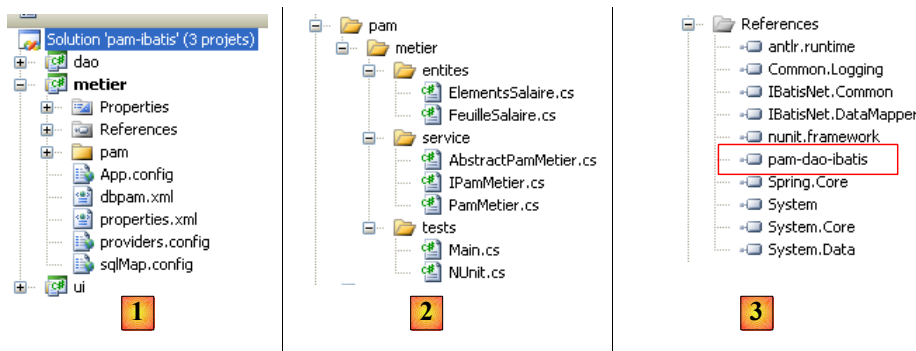 Solution 'pam-ibatis' (3 projets)
dao
metier
Properties
References
pam
App.config
dbpam.xml
properties.xml
providers.config
sqlMap.config
ui
1
pam
metier
entites
ElementsSalaire.cs
FeuilleSalaire.cs
service
AbstractPamMetier.cs
IPamMetier.cs
PamMetier.cs
tests
Main.cs
NUnit.cs
2
References
antlr.runtime
Common.Logging
IBatisNet.Common
IBatisNet.DataMapper
nunit.framework
pam-dao-ibatis
Spring.Core
System
System.Core
System.Data
3